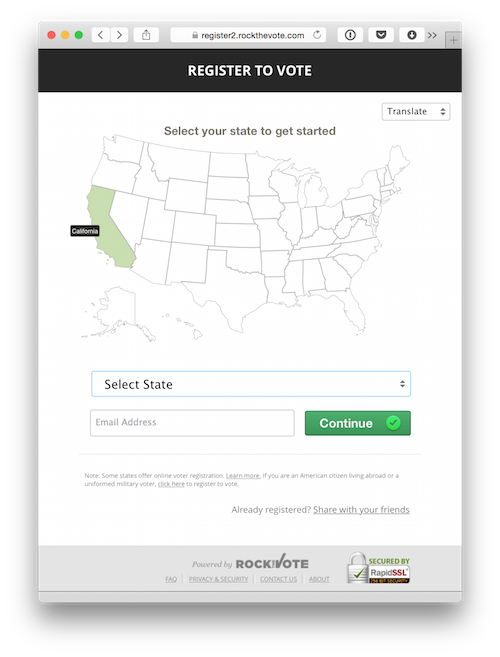 register2.rockthevote.com
REGISTER TO VOTE
Translate
Select your state to get started
California
Select State
Email Address
Continue
Note: Some states offer online voter registration. Learn more. If you are an American citizen living abroad or a
uniformed military voter, click here to register to vote.
Already registered? Share with your friends
Powered by ROCK THE VOTE
SECURED BY
RapidSSL
256 BIT SECURITY
FAQ PRIVACY & SECURITY CONTACT US ABOUT